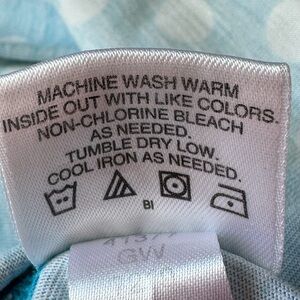 MACHINE WASH WARM
INSIDE OUT WITH LIKE COLORS.
NON-CHLORINE BLEACH
AS NEEDED.
TUMBLE DRY LOW.
COOL IRON AS NEEDED.
BI
GW